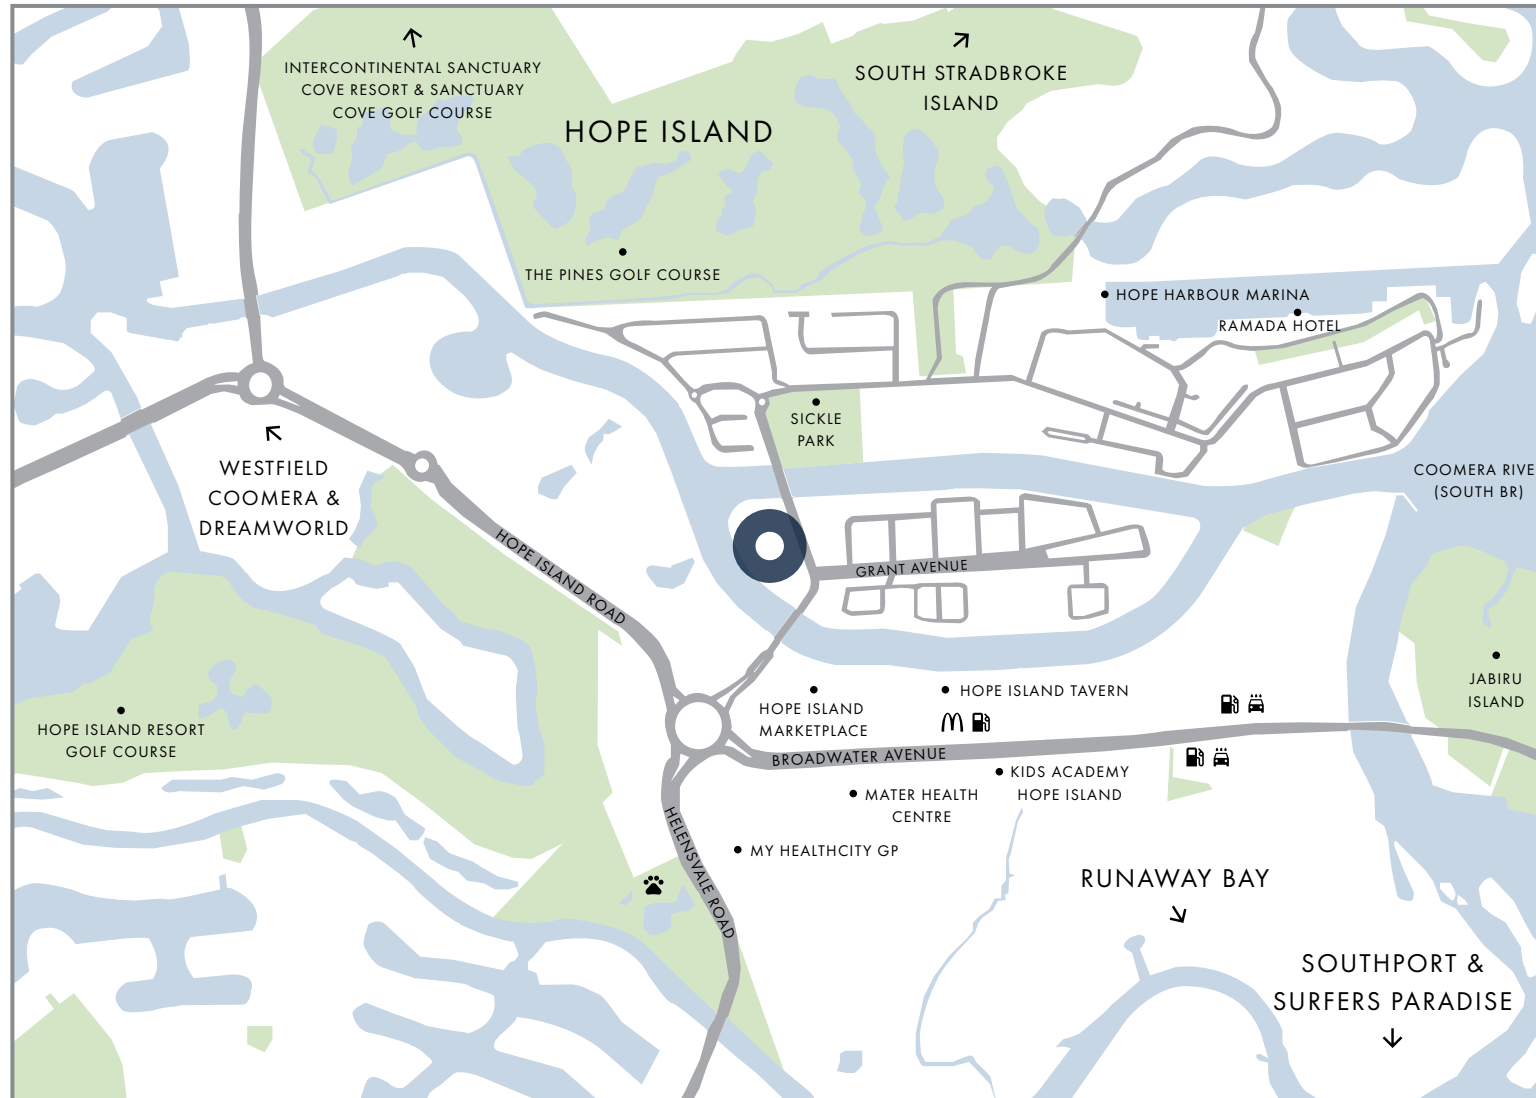 INTERCONTINENTAL SANCTUARY
COVE RESORT & SANCTUARY
COVE GOLF COURSE
SOUTH STRADBROKE
ISLAND
HOPE ISLAND
THE PINES GOLF COURSE
HOPE HARBOUR MARINA
RAMADA HOTEL
SICKLE
PARK
WESTFIELD
COOMERA &
DREAMWORLD
COOMERA RIVE
(SOUTH BR)
HOPE ISLAND ROAD
GRANT AVENUE
JABIRU
ISLAND
HOPE ISLAND RESORT
GOLF COURSE
HOPE ISLAND
MARKETPLACE
HOPE ISLAND TAVERN
BROADWATER AVENUE
KIDS ACADEMY
HOPE ISLAND
MATER HEALTH
CENTRE
HELENSVALE ROAD
MY HEALTHCITY GP
RUNAWAY BAY
SOUTHPORT &
SURFERS PARADISE